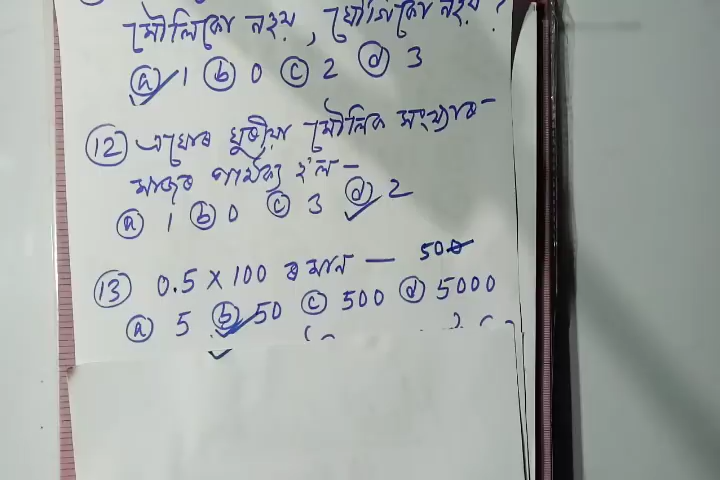 মৌলিকো নহয়, যৌগিকো নহয় ?
ⓐ 1 ⓑ 0 ⓒ 2 ⓓ 3
⑫ এযোৰ যুৰীয়া মৌলিক সংখ্যাৰ
মাজৰ পাৰ্থক্য হ'ল —
ⓐ 1 ⓑ 0 ⓒ 3 ⓓ 2
⑬ 0.5 × 100 ৰ মান — 50
ⓐ 5 ⓑ 50 ⓒ 500 ⓓ 5000